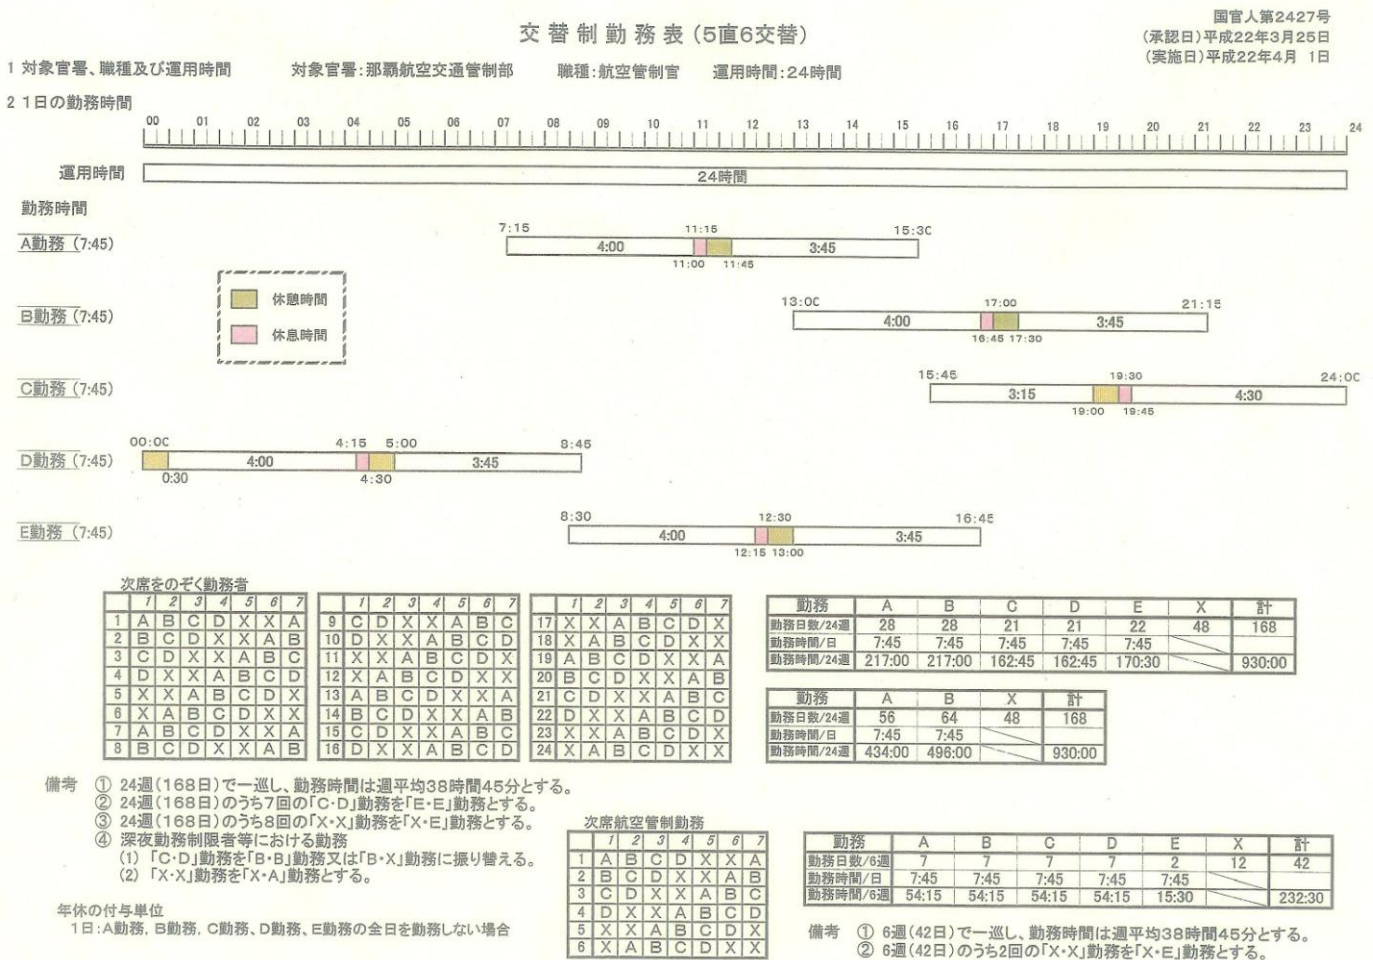 国官人第2427号
交替制勤務表(5直6交替)
(承認日)平成22年3月25日
(実施日)平成22年4月 1日
1 対象官署、職種及び運用時間 対象官署:那覇航空交通管制部 職種:航空管制官 運用時間:24時間
2 1日の勤務時間
00 01 02 03 04 05 06 07 08 09 10 11 12 13 14 15 16 17 18 19 20 21 22 23 24
運用時間 24時間
勤務時間
7:15 11:15 15:30
A勤務 (7:45) 4:00 3:45
11:00 11:45
休憩時間
休息時間
13:00 17:00 21:15
B勤務 (7:45) 4:00 3:45
16:45 17:30
15:45 19:30 24:00
C勤務 (7:45) 3:15 4:30
19:00 19:45
00:00 4:15 5:00 8:45
D勤務 (7:45) 4:00 3:45
0:30 4:30
8:30 12:30 16:45
E勤務 (7:45) 4:00 3:45
12:15 13:00
次席をのぞく勤務者
1 2 3 4 5 6 7
1 A B C D X X A
2 B C D X X A B
3 C D X X A B C
4 D X X A B C D
5 X X A B C D X
6 X A B C D X X
7 A B C D X X A
8 B C D X X A B
1 2 3 4 5 6 7
9 C D X X A B C
10 D X X A B C D
11 X X A B C D X
12 X A B C D X X
13 A B C D X X A
14 B C D X X A B
15 C D X X A B C
16 D X X A B C D
1 2 3 4 5 6 7
17 X X A B C D X
18 X A B C D X X
19 A B C D X X A
20 B C D X X A B
21 C D X X A B C
22 D X X A B C D
23 X X A B C D X
24 X A B C D X X
勤務 A B C D E X 計
勤務日数/24週 28 28 21 21 22 48 168
勤務時間/日 7:45 7:45 7:45 7:45 7:45
勤務時間/24週 217:00 217:00 162:45 162:45 170:30 930:00
勤務 A B X 計
勤務日数/24週 56 64 48 168
勤務時間/日 7:45 7:45
勤務時間/24週 434:00 496:00 930:00
備考 ① 24週(168日)で一巡し、勤務時間は週平均38時間45分とする。
② 24週(168日)のうち7回の「C・D」勤務を「E・E」勤務とする。
③ 24週(168日)のうち8回の「X・X」勤務を「X・E」勤務とする。
④ 深夜勤務制限者等における勤務
(1) 「C・D」勤務を「B・B」勤務又は「B・X」勤務に振り替える。
(2) 「X・X」勤務を「X・A」勤務とする。
年休の付与単位
1日:A勤務, B勤務, C勤務、D勤務、E勤務の全日を勤務しない場合
次席航空管制勤務
1 2 3 4 5 6 7
1 A B C D X X A
2 B C D X X A B
3 C D X X A B C
4 D X X A B C D
5 X X A B C D X
6 X A B C D X X
勤務 A B C D E X 計
勤務日数/6週 7 7 7 7 2 12 42
勤務時間/日 7:45 7:45 7:45 7:45 7:45
勤務時間/6週 54:15 54:15 54:15 54:15 15:30 232:30
備考 ① 6週(42日)で一巡し、勤務時間は週平均38時間45分とする。
② 6週(42日)のうち2回の「X・X」勤務を「X・E」勤務とする。